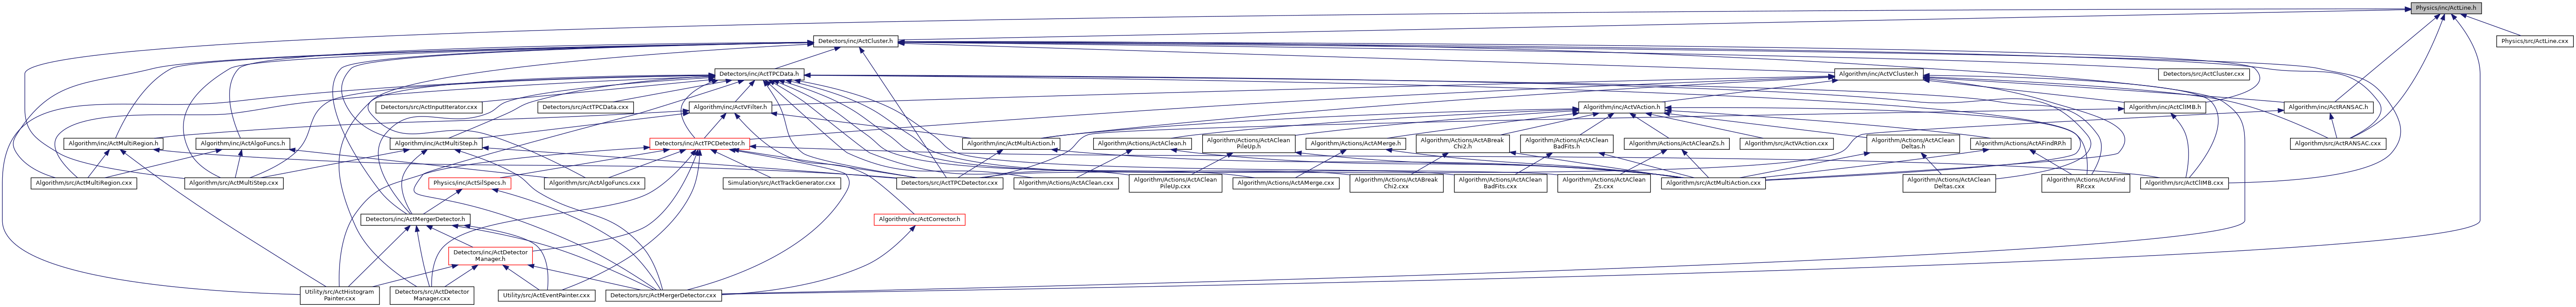 Physics/inc/ActLine.h
Detectors/inc/ActCluster.h
Physics/src/ActLine.cxx
Detectors/inc/ActTPCData.h
Algorithm/inc/ActVCluster.h
Detectors/src/ActCluster.cxx
Detectors/src/ActInputIterator.cxx
Detectors/src/ActTPCData.cxx
Algorithm/inc/ActVFilter.h
Algorithm/inc/ActVAction.h
Algorithm/inc/ActClIMB.h
Algorithm/inc/ActRANSAC.h
Algorithm/inc/ActMultiRegion.h
Algorithm/inc/ActAlgoFuncs.h
Algorithm/inc/ActMultiStep.h
Detectors/inc/ActTPCDetector.h
Algorithm/inc/ActMultiAction.h
Algorithm/Actions/ActAClean.h
Algorithm/Actions/ActAClean
PileUp.h
Algorithm/Actions/ActAMerge.h
Algorithm/Actions/ActABreak
Chi2.h
Algorithm/Actions/ActAClean
BadFits.h
Algorithm/Actions/ActACleanZs.h
Algorithm/src/ActVAction.cxx
Algorithm/Actions/ActAClean
Deltas.h
Algorithm/Actions/ActAFindRP.h
Algorithm/src/ActRANSAC.cxx
Algorithm/src/ActMultiRegion.cxx
Algorithm/src/ActMultiStep.cxx
Physics/inc/ActSilSpecs.h
Algorithm/src/ActAlgoFuncs.cxx
Simulation/src/ActTrackGenerator.cxx
Detectors/src/ActTPCDetector.cxx
Algorithm/Actions/ActAClean.cxx
Algorithm/Actions/ActAClean
PileUp.cxx
Algorithm/Actions/ActAMerge.cxx
Algorithm/Actions/ActABreak
Chi2.cxx
Algorithm/Actions/ActAClean
BadFits.cxx
Algorithm/Actions/ActAClean
Zs.cxx
Algorithm/src/ActMultiAction.cxx
Algorithm/Actions/ActAClean
Deltas.cxx
Algorithm/Actions/ActAFind
RP.cxx
Algorithm/src/ActClIMB.cxx
Detectors/inc/ActMergerDetector.h
Algorithm/inc/ActCorrector.h
Detectors/inc/ActDetector
Manager.h
Utility/src/ActHistogram
Painter.cxx
Detectors/src/ActDetector
Manager.cxx
Utility/src/ActEventPainter.cxx
Detectors/src/ActMergerDetector.cxx